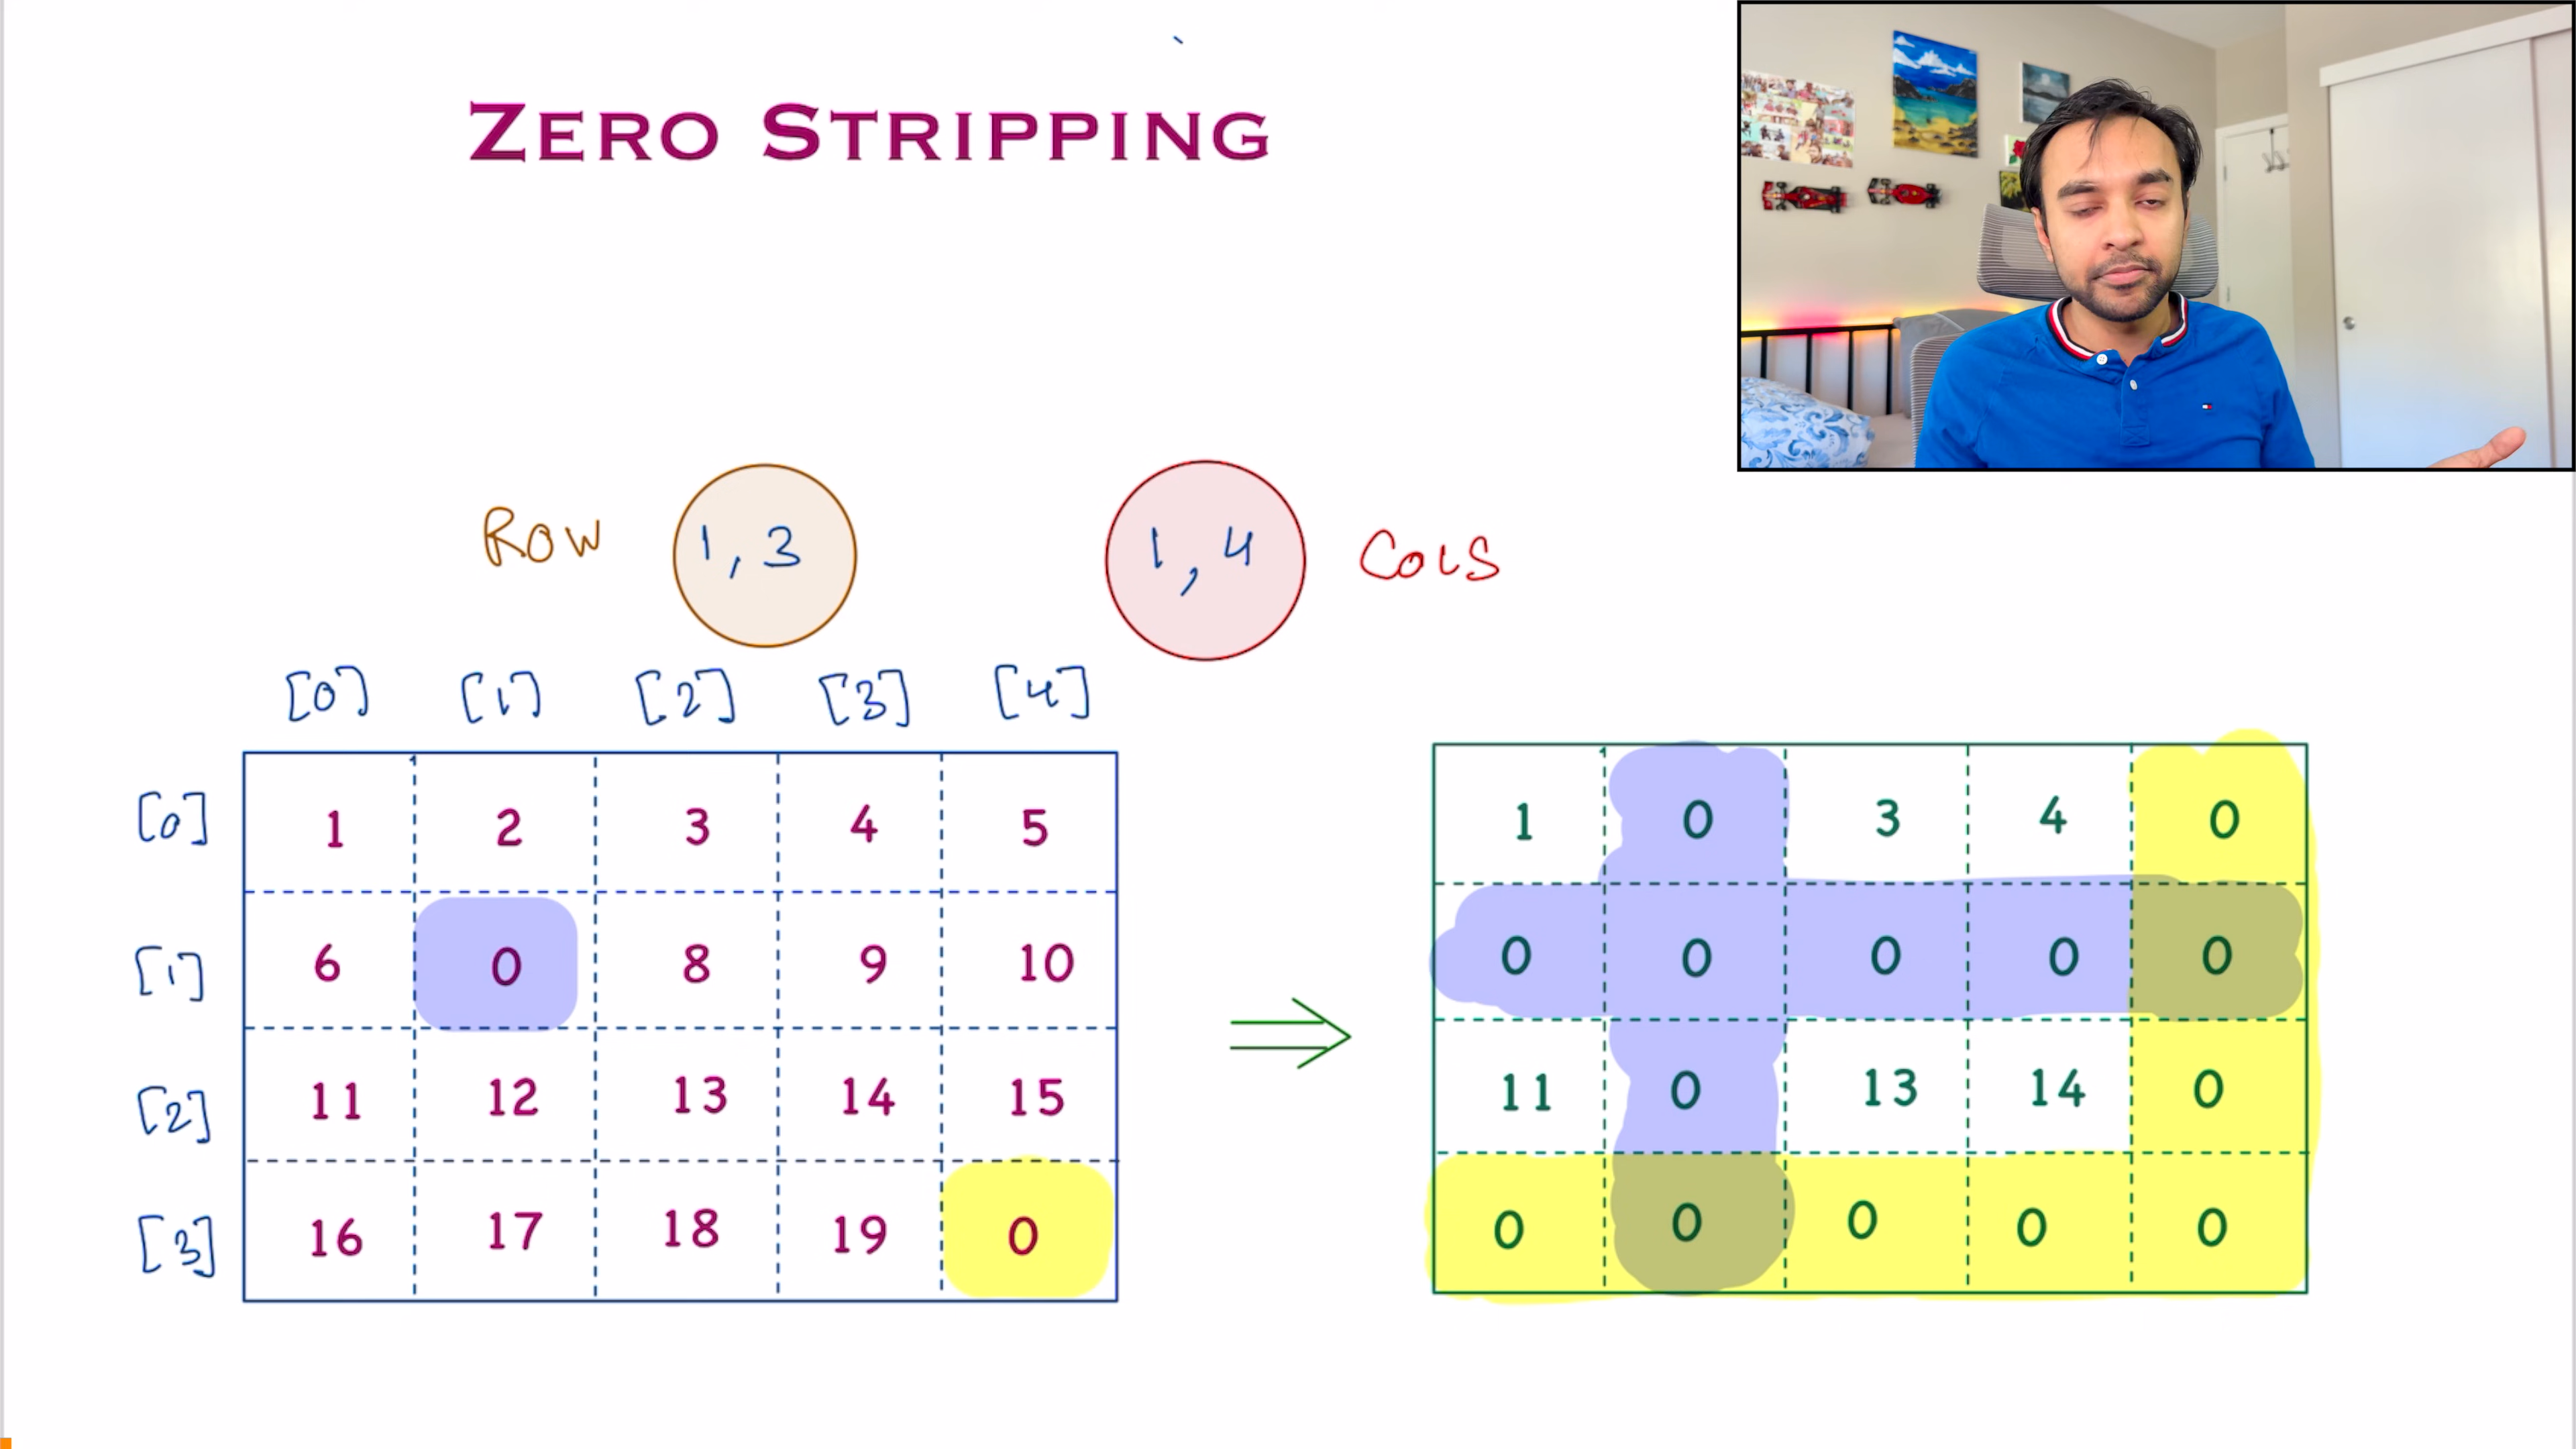 ZERO STRIPPING
ROW 1, 3 1, 4 COLS
[0] [1] [2] [3] [4]
[0] 1 2 3 4 5
[1] 6 0 8 9 10
[2] 11 12 13 14 15
[3] 16 17 18 19 0
1 0 3 4 0
0 0 0 0 0
11 0 13 14 0
0 0 0 0 0